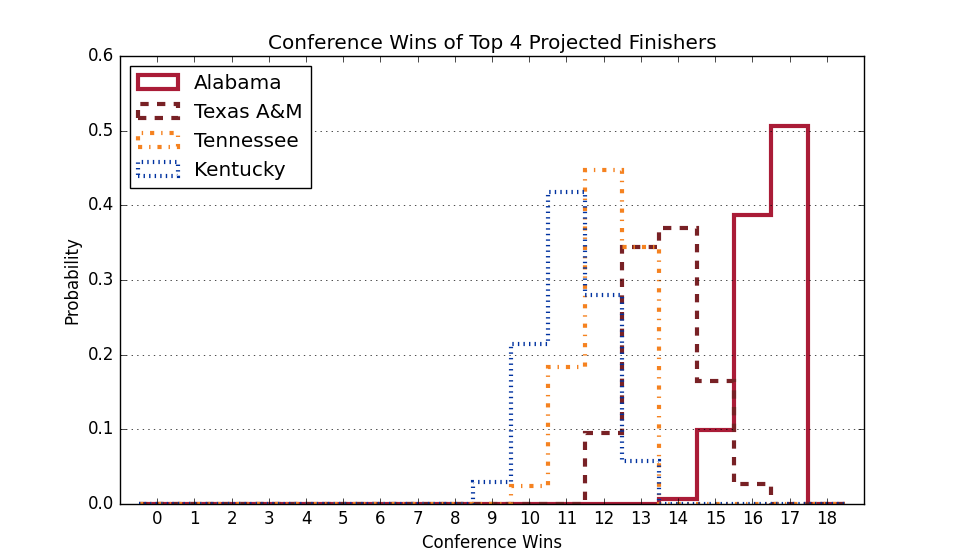 Conference Wins of Top 4 Projected Finishers
0.6
0.5
0.4
0.3
0.2
0.1
0.0
Probability
Alabama
Texas A&M
Tennessee
Kentucky
0 1 2 3 4 5 6 7 8 9 10 11 12 13 14 15 16 17 18
Conference Wins